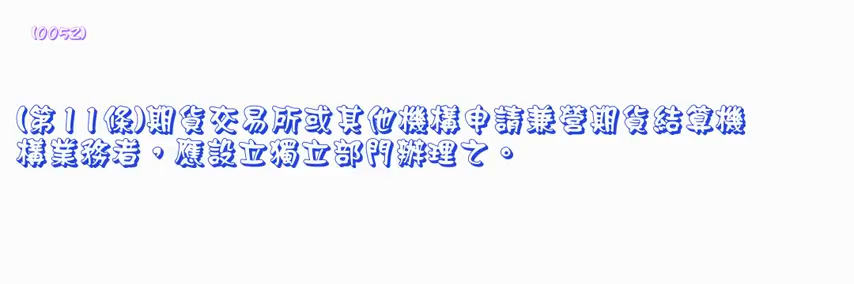 (0052)
(第11條)期貨交易所或其他機構申請兼營期貨結算機
構業務者，應設立獨立部門辦理之。